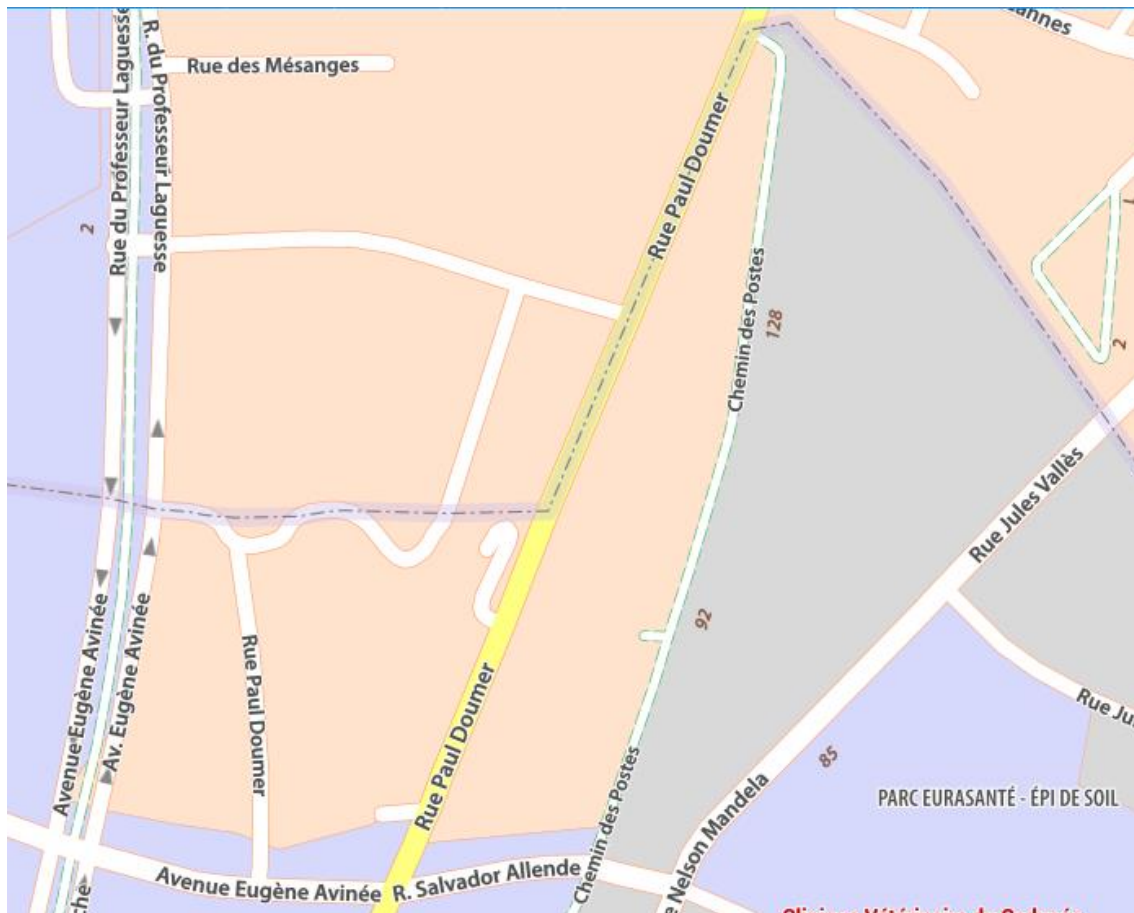 Rue des Mésanges
Rue du Professeur Laguesse
R. du Professeur Laguesse
2
Rue Paul Doumer
Chemin des Postes
128
1
2
Rue Jules Vallès
92
Avenue Eugène Avinée
Av. Eugène Avinée
Rue Paul Doumer
Rue Paul Doumer
Chemin des Postes
85
Nelson Mandela
PARC EURASANTÉ - ÉPI DE SOIL
Avenue Eugène Avinée
R. Salvador Allende